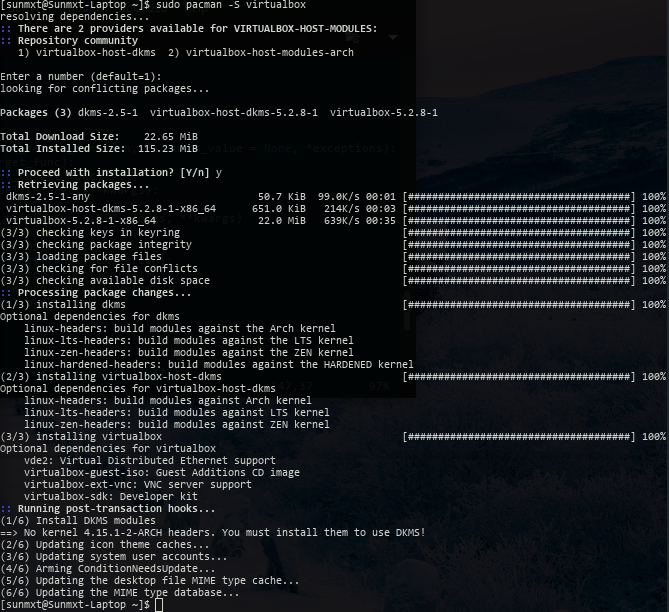 [sunmxt@Sunmxt-Laptop ~]$ sudo pacman -S virtualbox
resolving dependencies...
:: There are 2 providers available for VIRTUALBOX-HOST-MODULES:
:: Repository community
1) virtualbox-host-dkms 2) virtualbox-host-modules-arch
Enter a number (default=1):
looking for conflicting packages...
Packages (3) dkms-2.5-1 virtualbox-host-dkms-5.2.8-1 virtualbox-5.2.8-1
Total Download Size: 22.65 MiB
Total Installed Size: 115.23 MiB
:: Proceed with installation? [Y/n] y
:: Retrieving packages...
dkms-2.5-1-any 50.7 KiB 99.0K/s 00:01 [######################################] 100%
virtualbox-host-dkms-5.2.8-1-x86_64 651.0 KiB 214K/s 00:03 [######################################] 100%
virtualbox-5.2.8-1-x86_64 22.0 MiB 639K/s 00:35 [######################################] 100%
(3/3) checking keys in keyring [######################################] 100%
(3/3) checking package integrity [######################################] 100%
(3/3) loading package files [######################################] 100%
(3/3) checking for file conflicts [######################################] 100%
(3/3) checking available disk space [######################################] 100%
:: Processing package changes...
(1/3) installing dkms [######################################] 100%
Optional dependencies for dkms
linux-headers: build modules against the Arch kernel
linux-lts-headers: build modules against the LTS kernel
linux-zen-headers: build modules against the ZEN kernel
linux-hardened-headers: build modules against the HARDENED kernel
(2/3) installing virtualbox-host-dkms [######################################] 100%
Optional dependencies for virtualbox-host-dkms
linux-headers: build modules against Arch kernel
linux-lts-headers: build modules against LTS kernel
linux-zen-headers: build modules against ZEN kernel
(3/3) installing virtualbox [######################################] 100%
Optional dependencies for virtualbox
vde2: Virtual Distributed Ethernet support
virtualbox-guest-iso: Guest Additions CD image
virtualbox-ext-vnc: VNC server support
virtualbox-sdk: Developer kit
:: Running post-transaction hooks...
(1/6) Install DKMS modules
==> No kernel 4.15.1-2-ARCH headers. You must install them to use DKMS!
(2/6) Updating icon theme caches...
(3/6) Updating system user accounts...
(4/6) Arming ConditionNeedsUpdate...
(5/6) Updating the desktop file MIME type cache...
(6/6) Updating the MIME type database...
[sunmxt@Sunmxt-Laptop ~]$